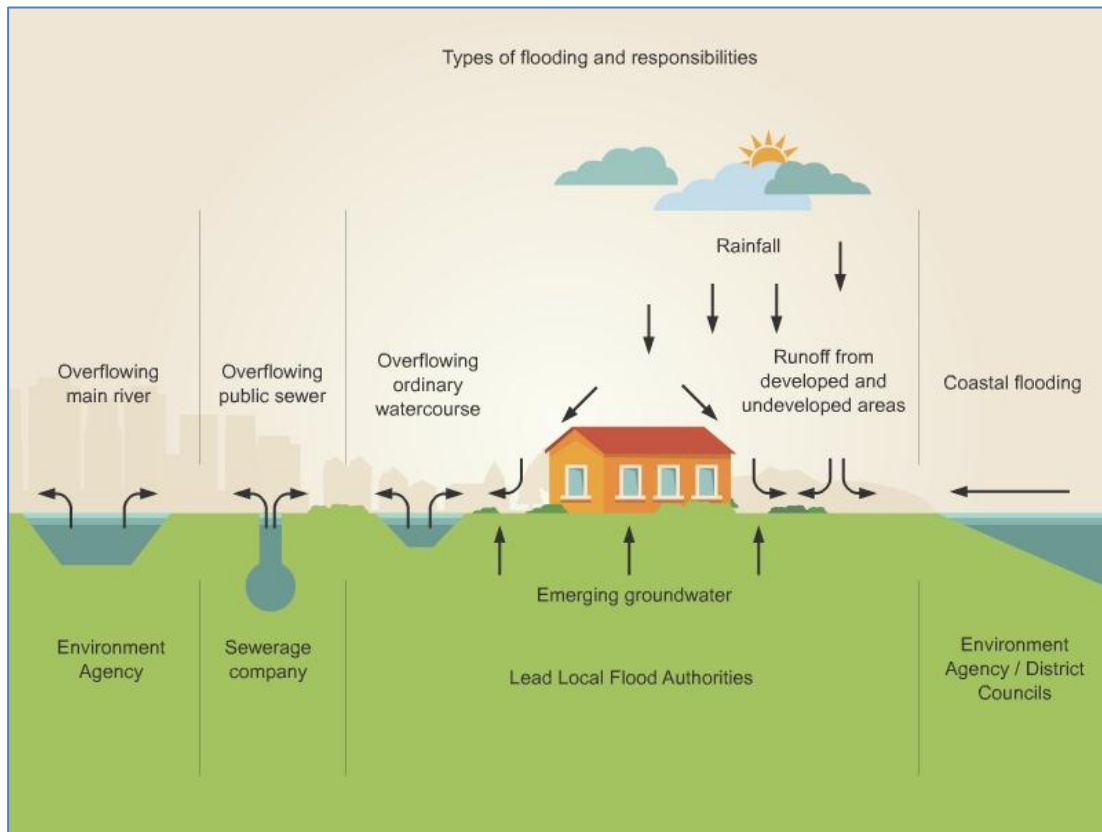 Types of flooding and responsibilities
Rainfall
Overflowing
main river
Overflowing
public sewer
Overflowing
ordinary
watercourse
Runoff from
developed and
undeveloped areas
Coastal flooding
Emerging groundwater
Environment
Agency
Sewerage
company
Lead Local Flood Authorities
Environment
Agency / District
Councils